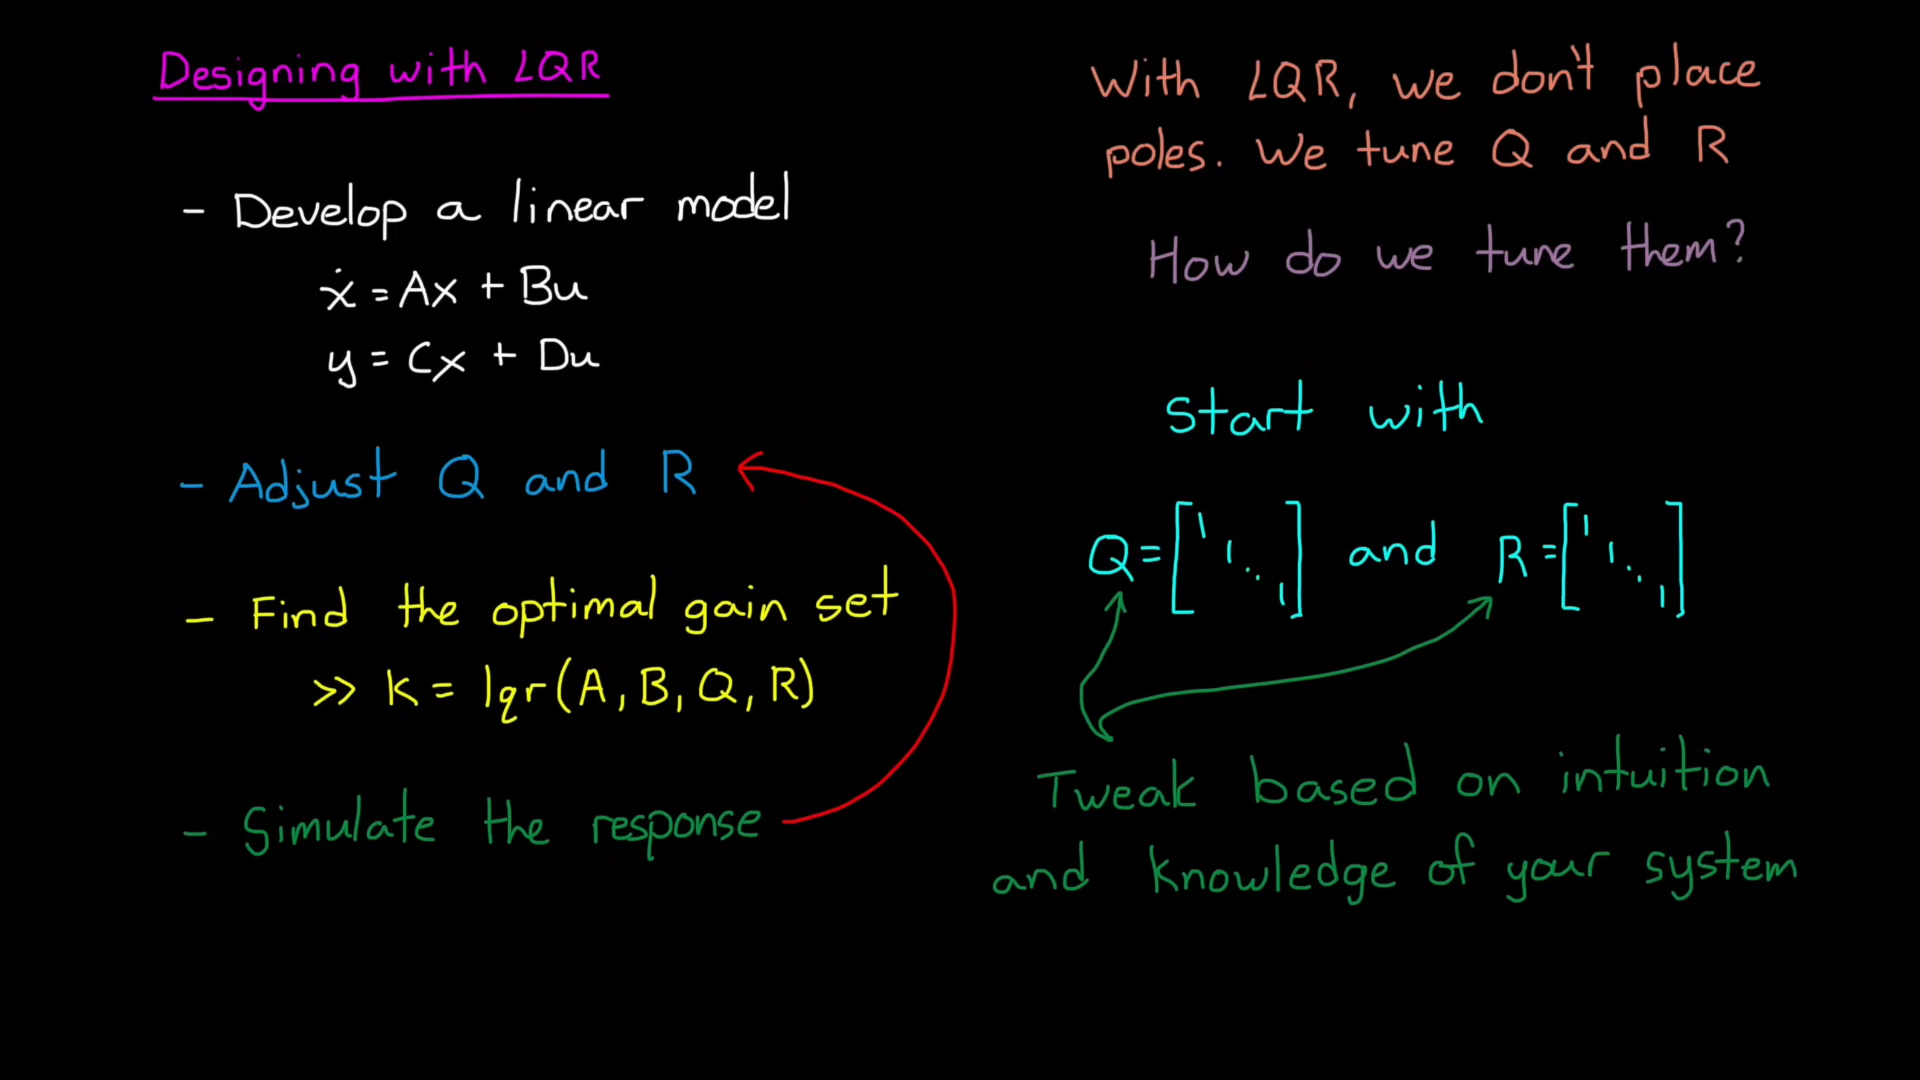 Designing with LQR
- Develop a linear model
ẋ = Ax + Bu
y = Cx + Du
- Adjust Q and R
- Find the optimal gain set
>> K = lqr(A, B, Q, R)
- Simulate the response
With LQR, we don't place
poles. We tune Q and R
How do we tune them?
Start with
Q = [1 1 ⋱ 1] and R = [1 1 ⋱ 1]
Tweak based on intuition
and knowledge of your system